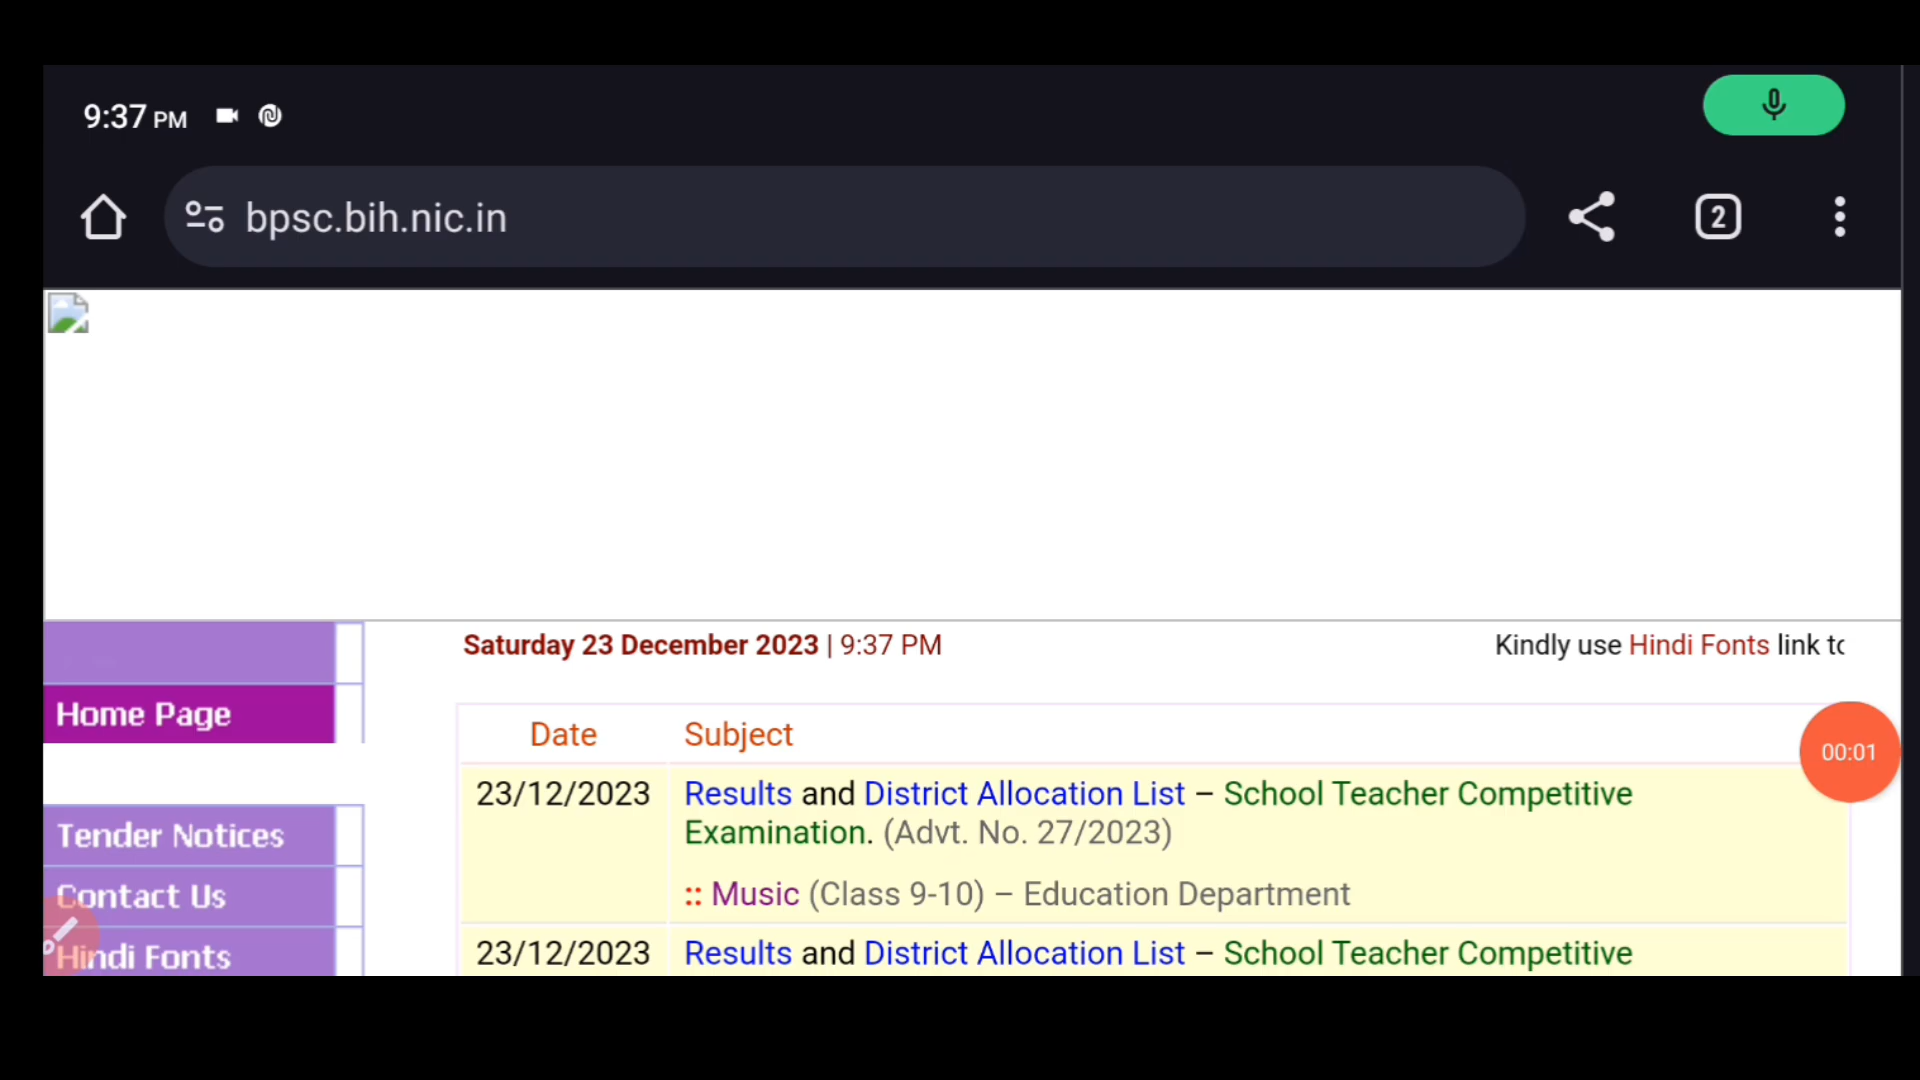 9:37 PM
bpsc.bih.nic.in
2
Saturday 23 December 2023 | 9:37 PM
Kindly use Hindi Fonts link to
Home Page
Date Subject
00:01
23/12/2023 Results and District Allocation List – School Teacher Competitive
Examination. (Advt. No. 27/2023)
:: Music (Class 9-10) – Education Department
Tender Notices
Contact Us
Hindi Fonts
23/12/2023 Results and District Allocation List – School Teacher Competitive